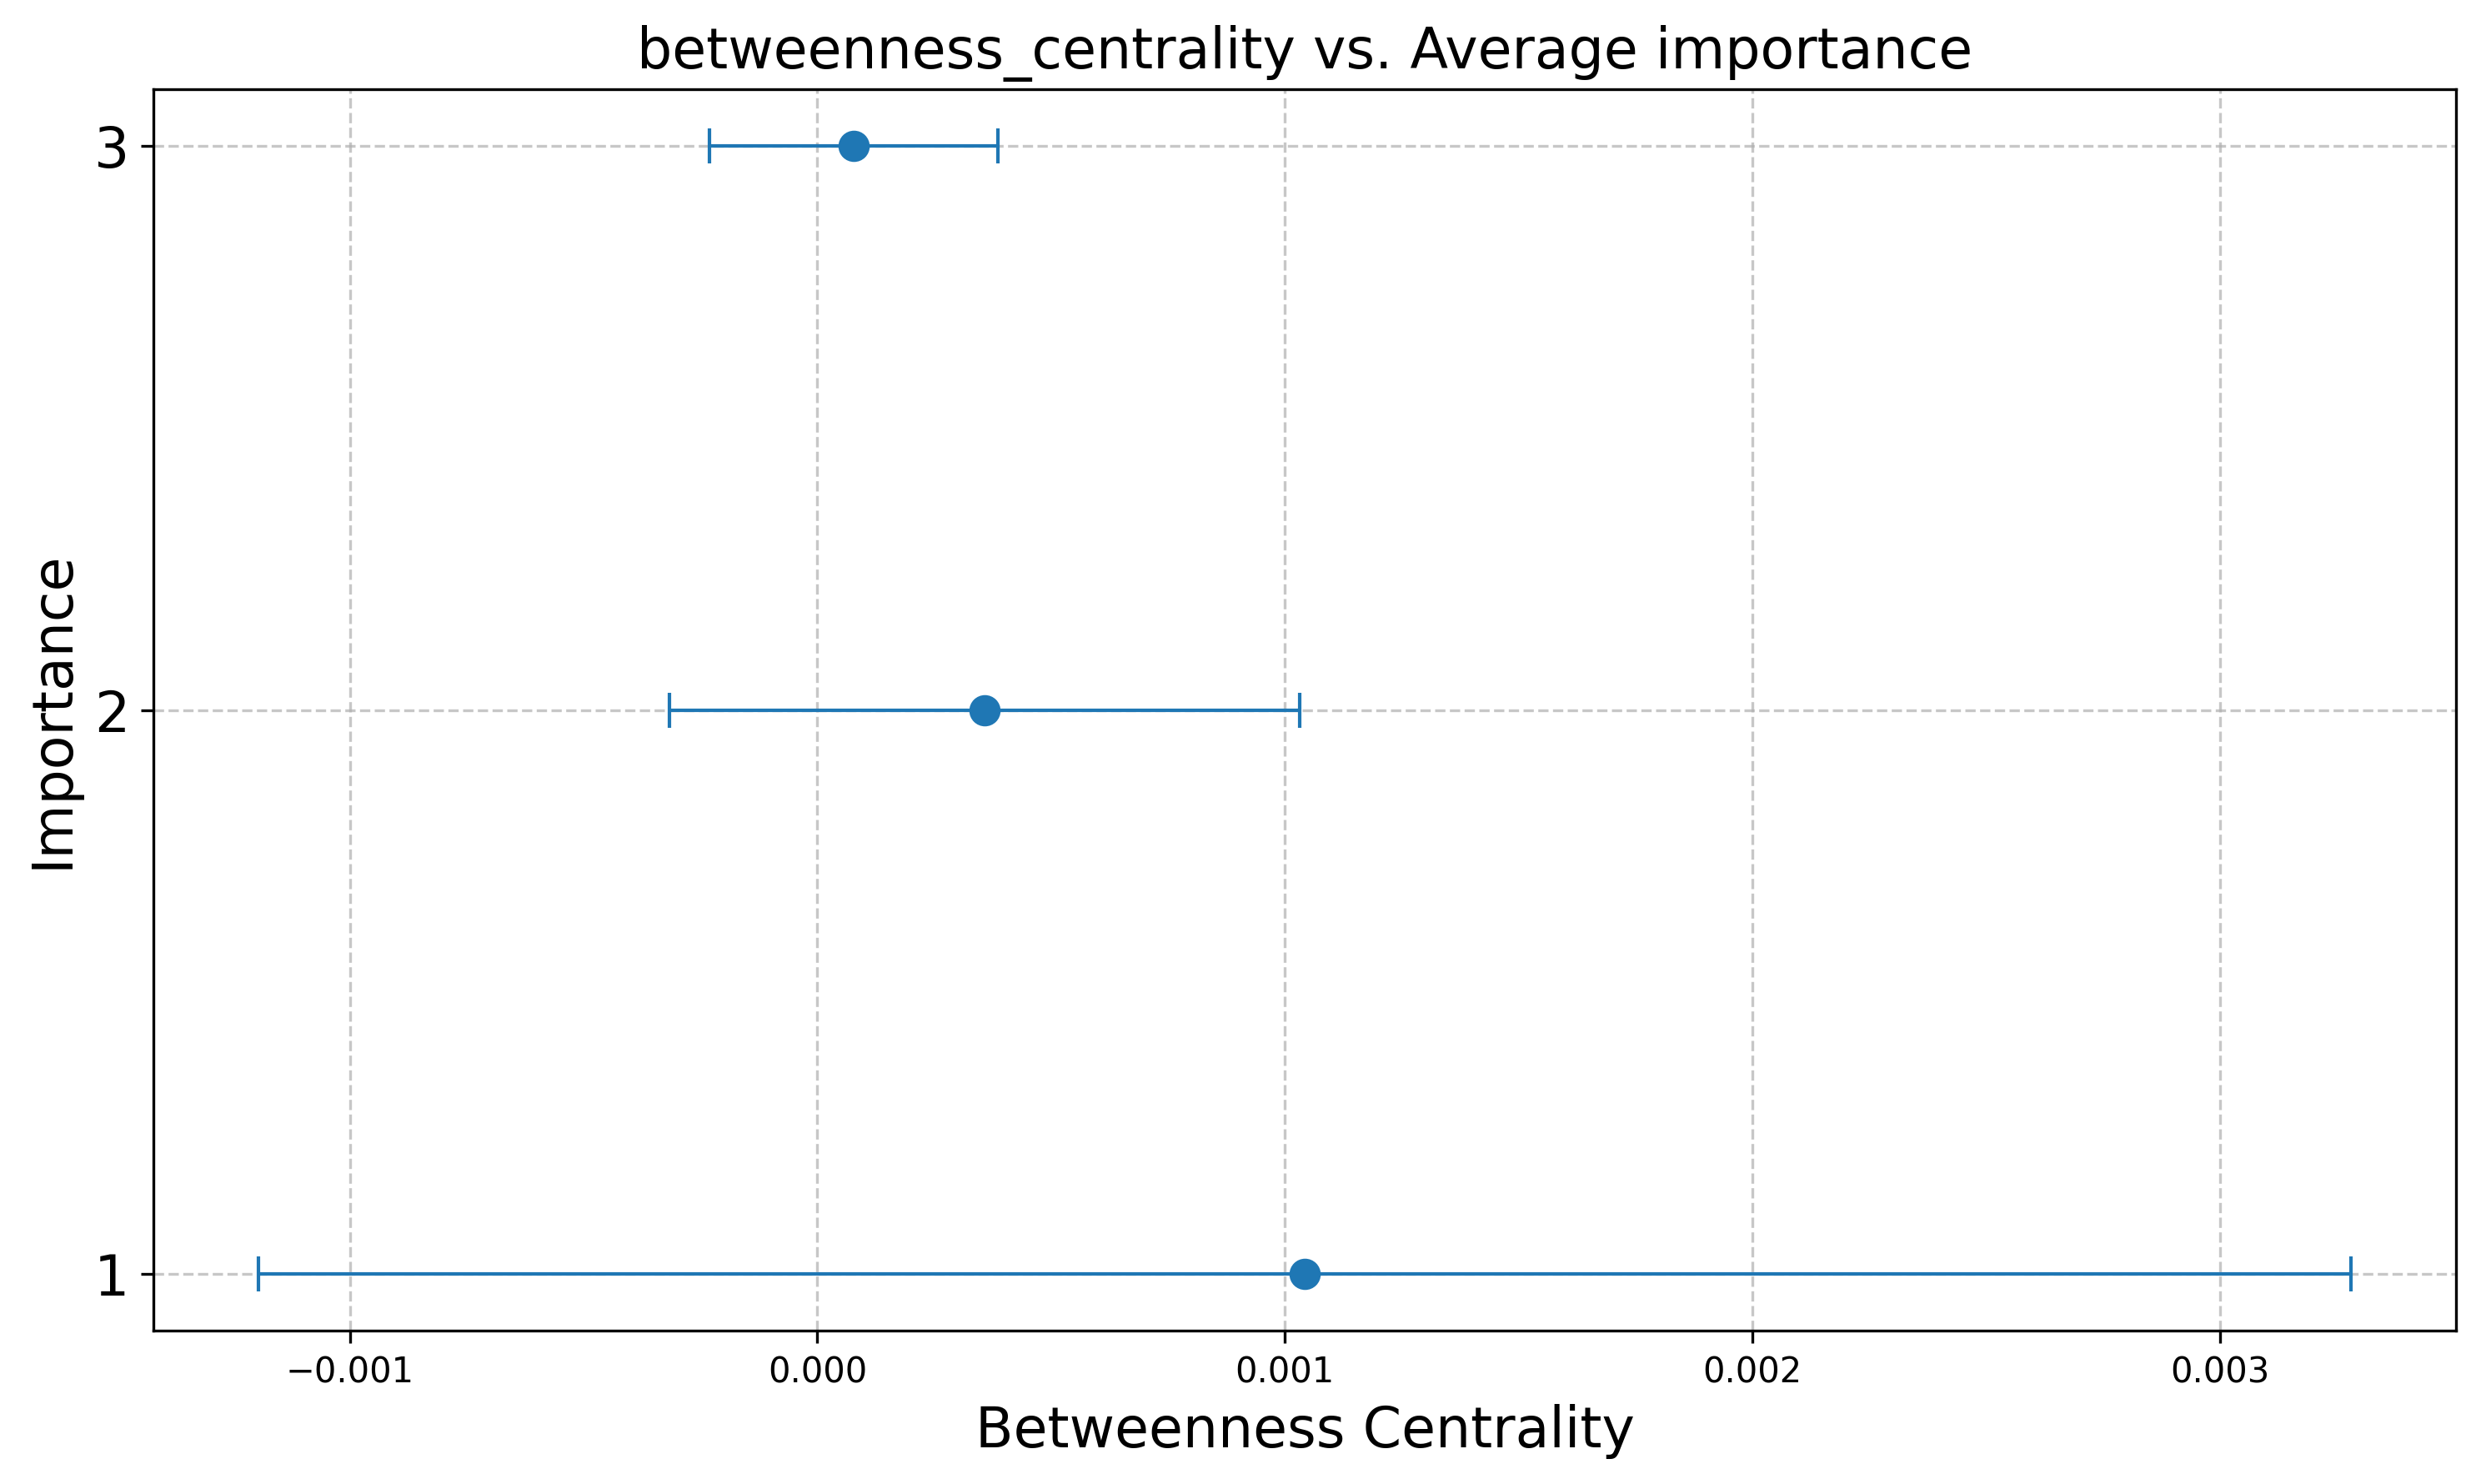 betweenness_centrality vs. Average importance
3
2
1
Importance
−0.001 0.000 0.001 0.002 0.003
Betweenness Centrality